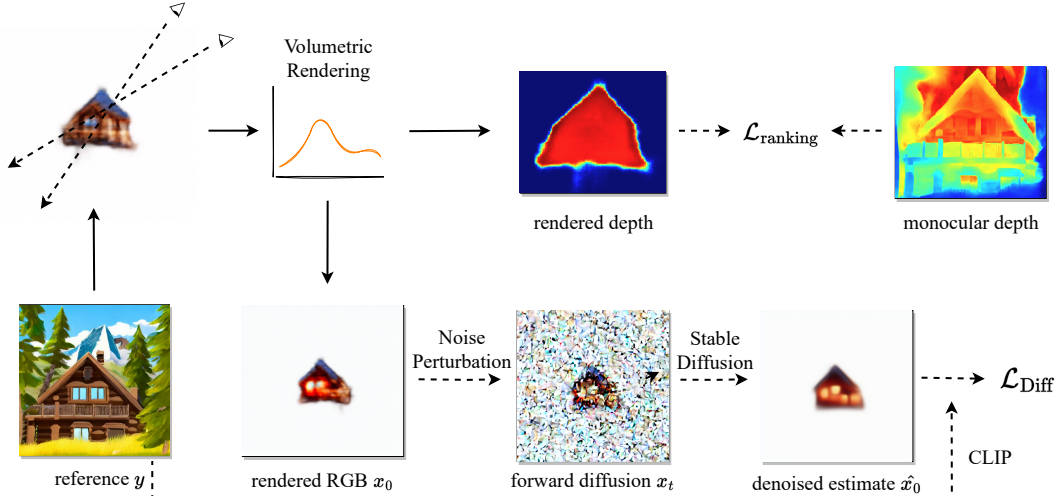 Volumetric
Rendering
rendered depth
ℒranking
monocular depth
reference y
rendered RGB x₀
Noise
Perturbation
forward diffusion xₜ
Stable
Diffusion
denoised estimate x̂₀
ℒDiff
CLIP